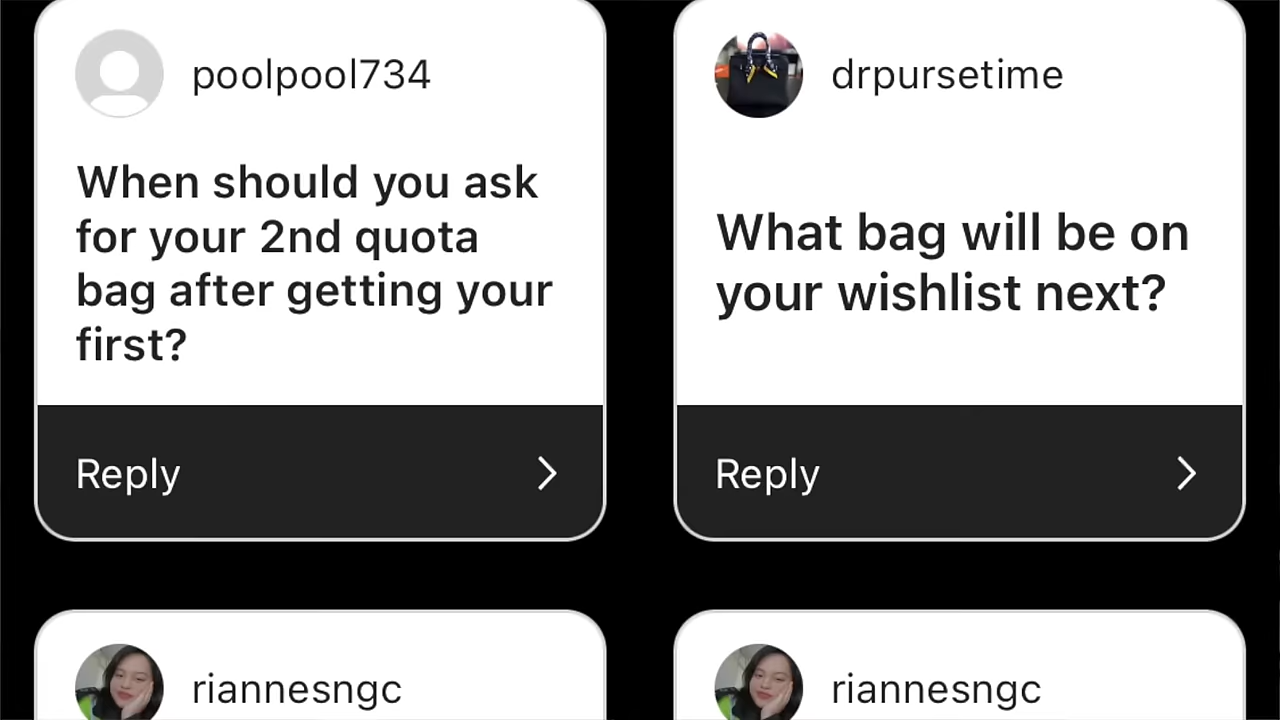 poolpool734
When should you ask
for your 2nd quota
bag after getting your
first?
Reply
drpursetime
What bag will be on
your wishlist next?
Reply
riannesngc
riannesngc